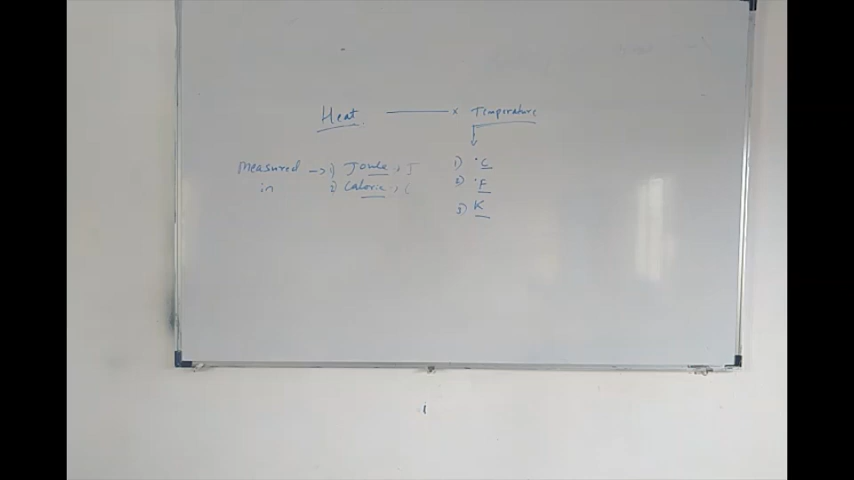 Heat ——— x Temperature
Measured in -> 1) Joule, J
2) Calorie, C
1) °C
2) °F
3) K
i